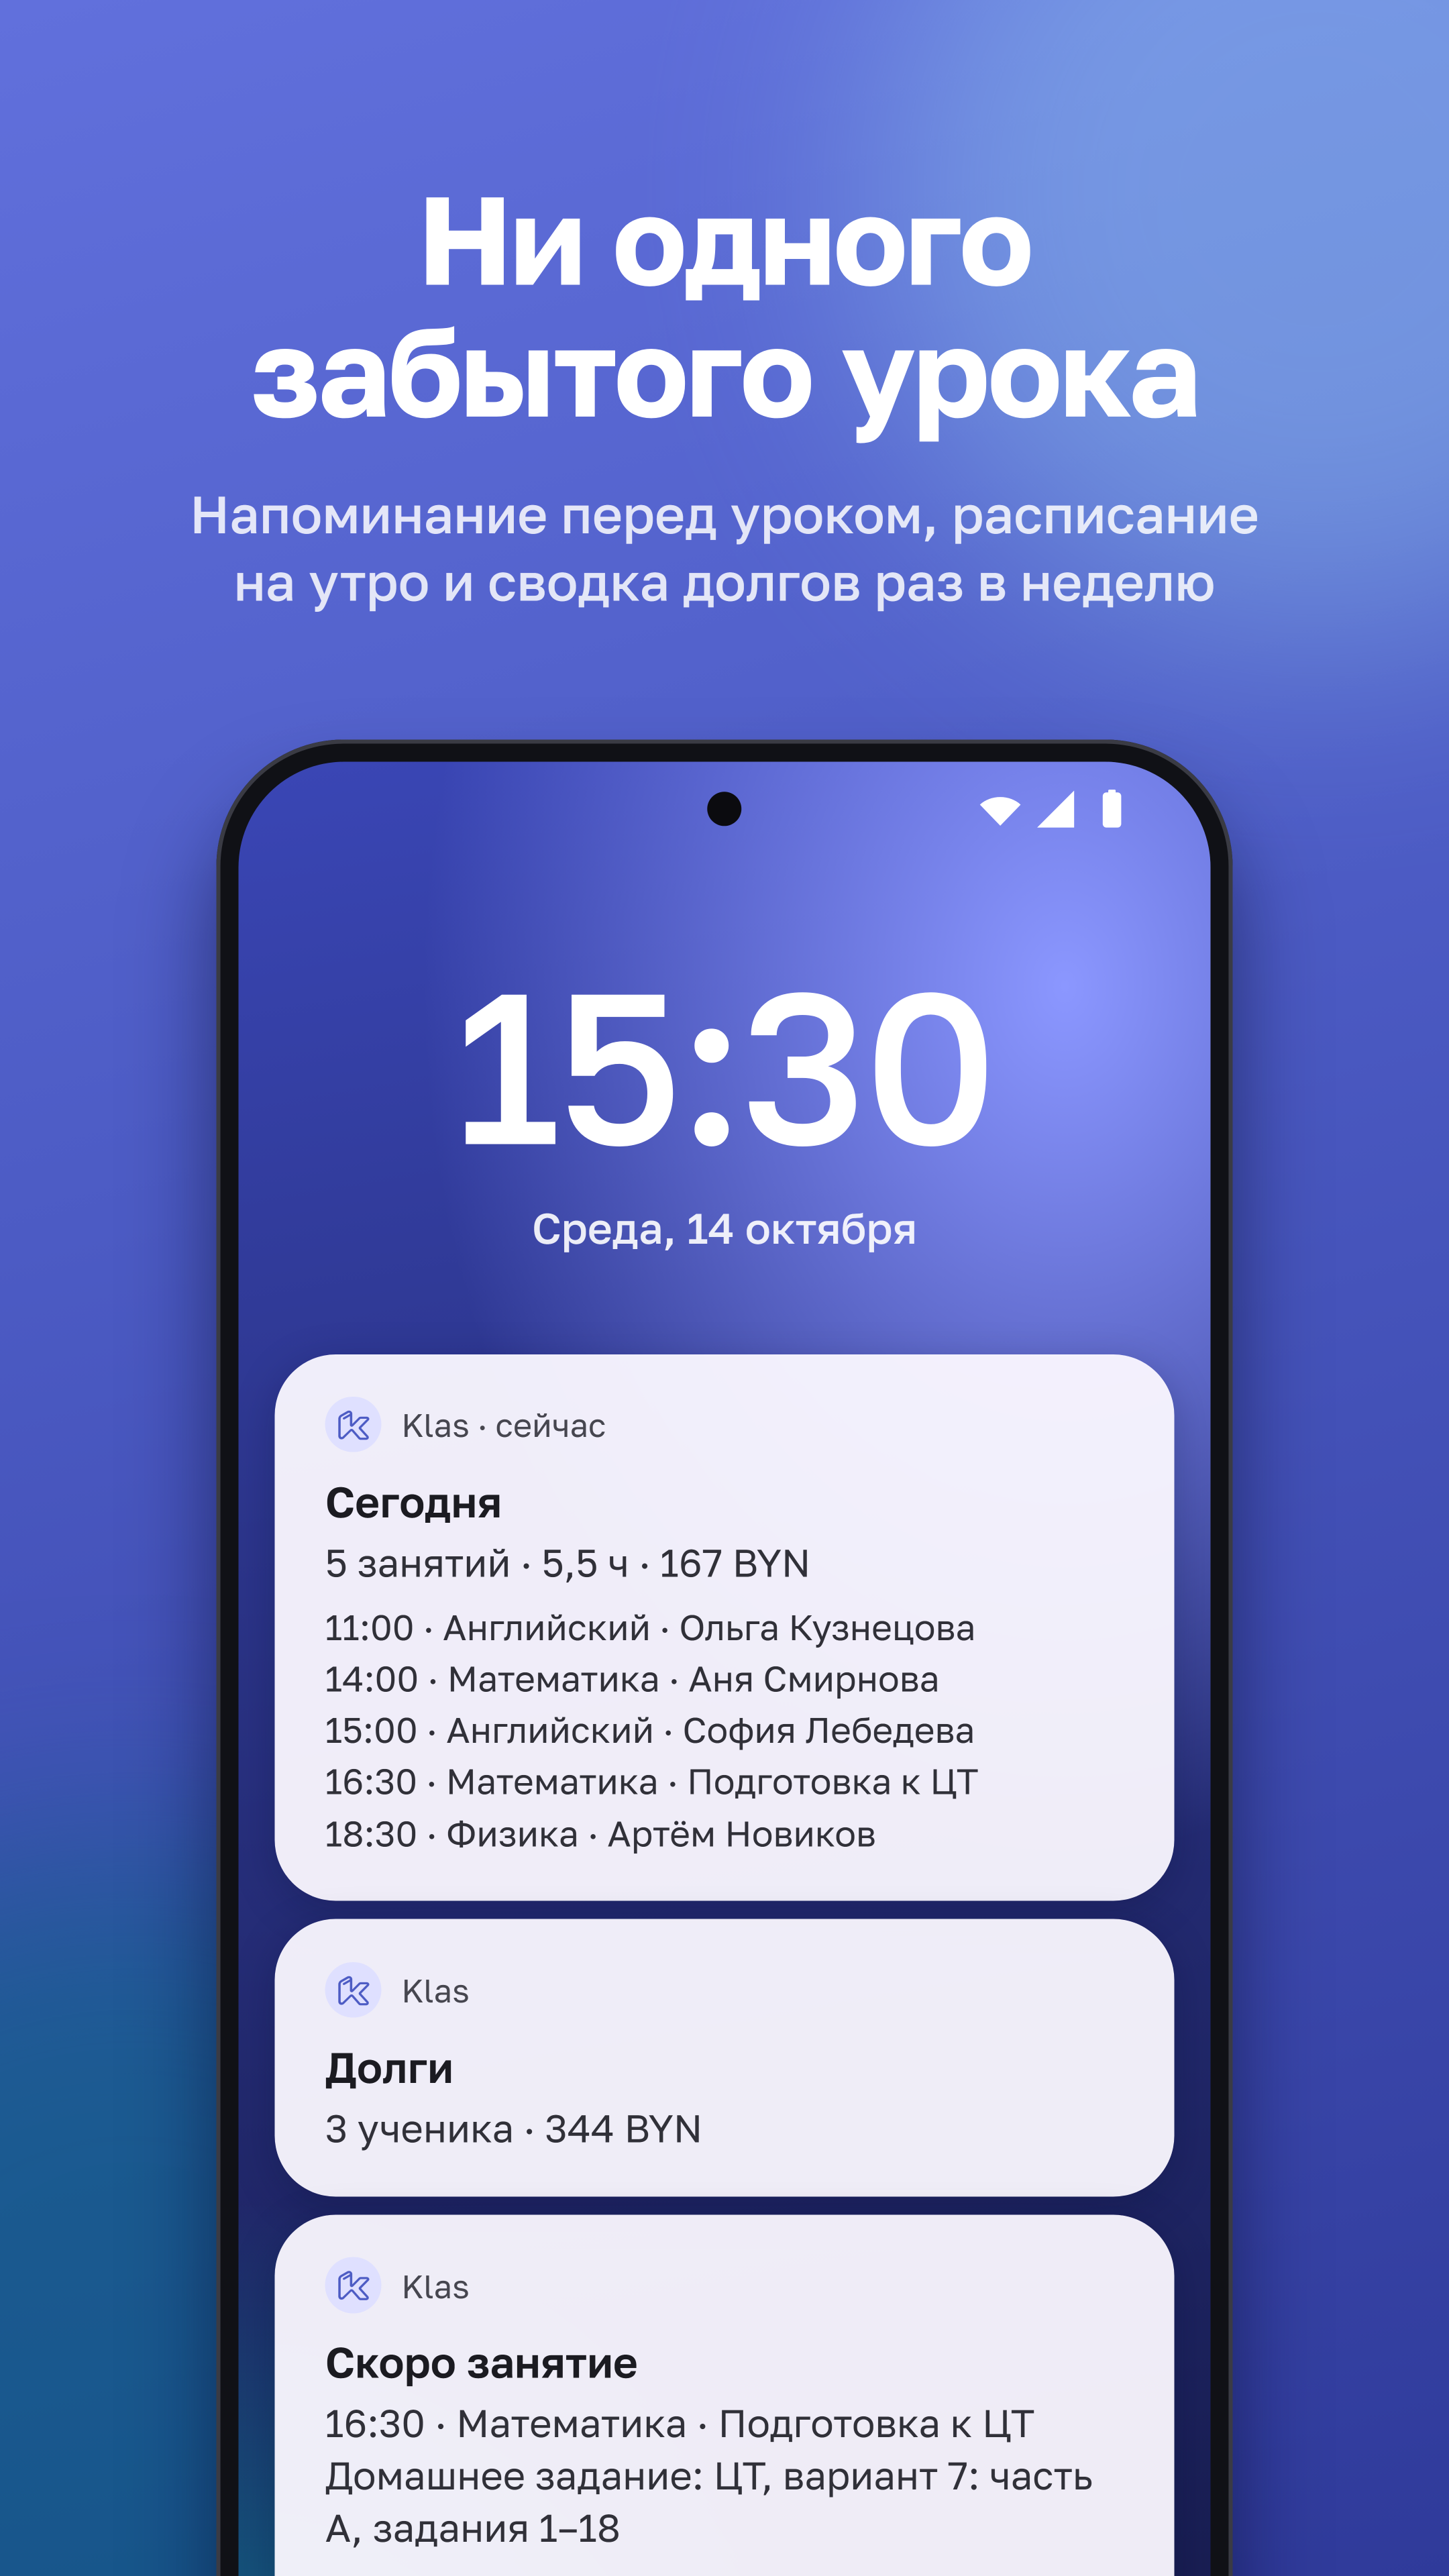 Ни одного
забытого урока
Напоминание перед уроком, расписание
на утро и сводка долгов раз в неделю
15:30
Среда, 14 октября
Klas · сейчас
Сегодня
5 занятий · 5,5 ч · 167 BYN
11:00 · Английский · Ольга Кузнецова
14:00 · Математика · Аня Смирнова
15:00 · Английский · София Лебедева
16:30 · Математика · Подготовка к ЦТ
18:30 · Физика · Артём Новиков
Klas
Долги
3 ученика · 344 BYN
Klas
Скоро занятие
16:30 · Математика · Подготовка к ЦТ
Домашнее задание: ЦТ, вариант 7: часть
А, задания 1–18